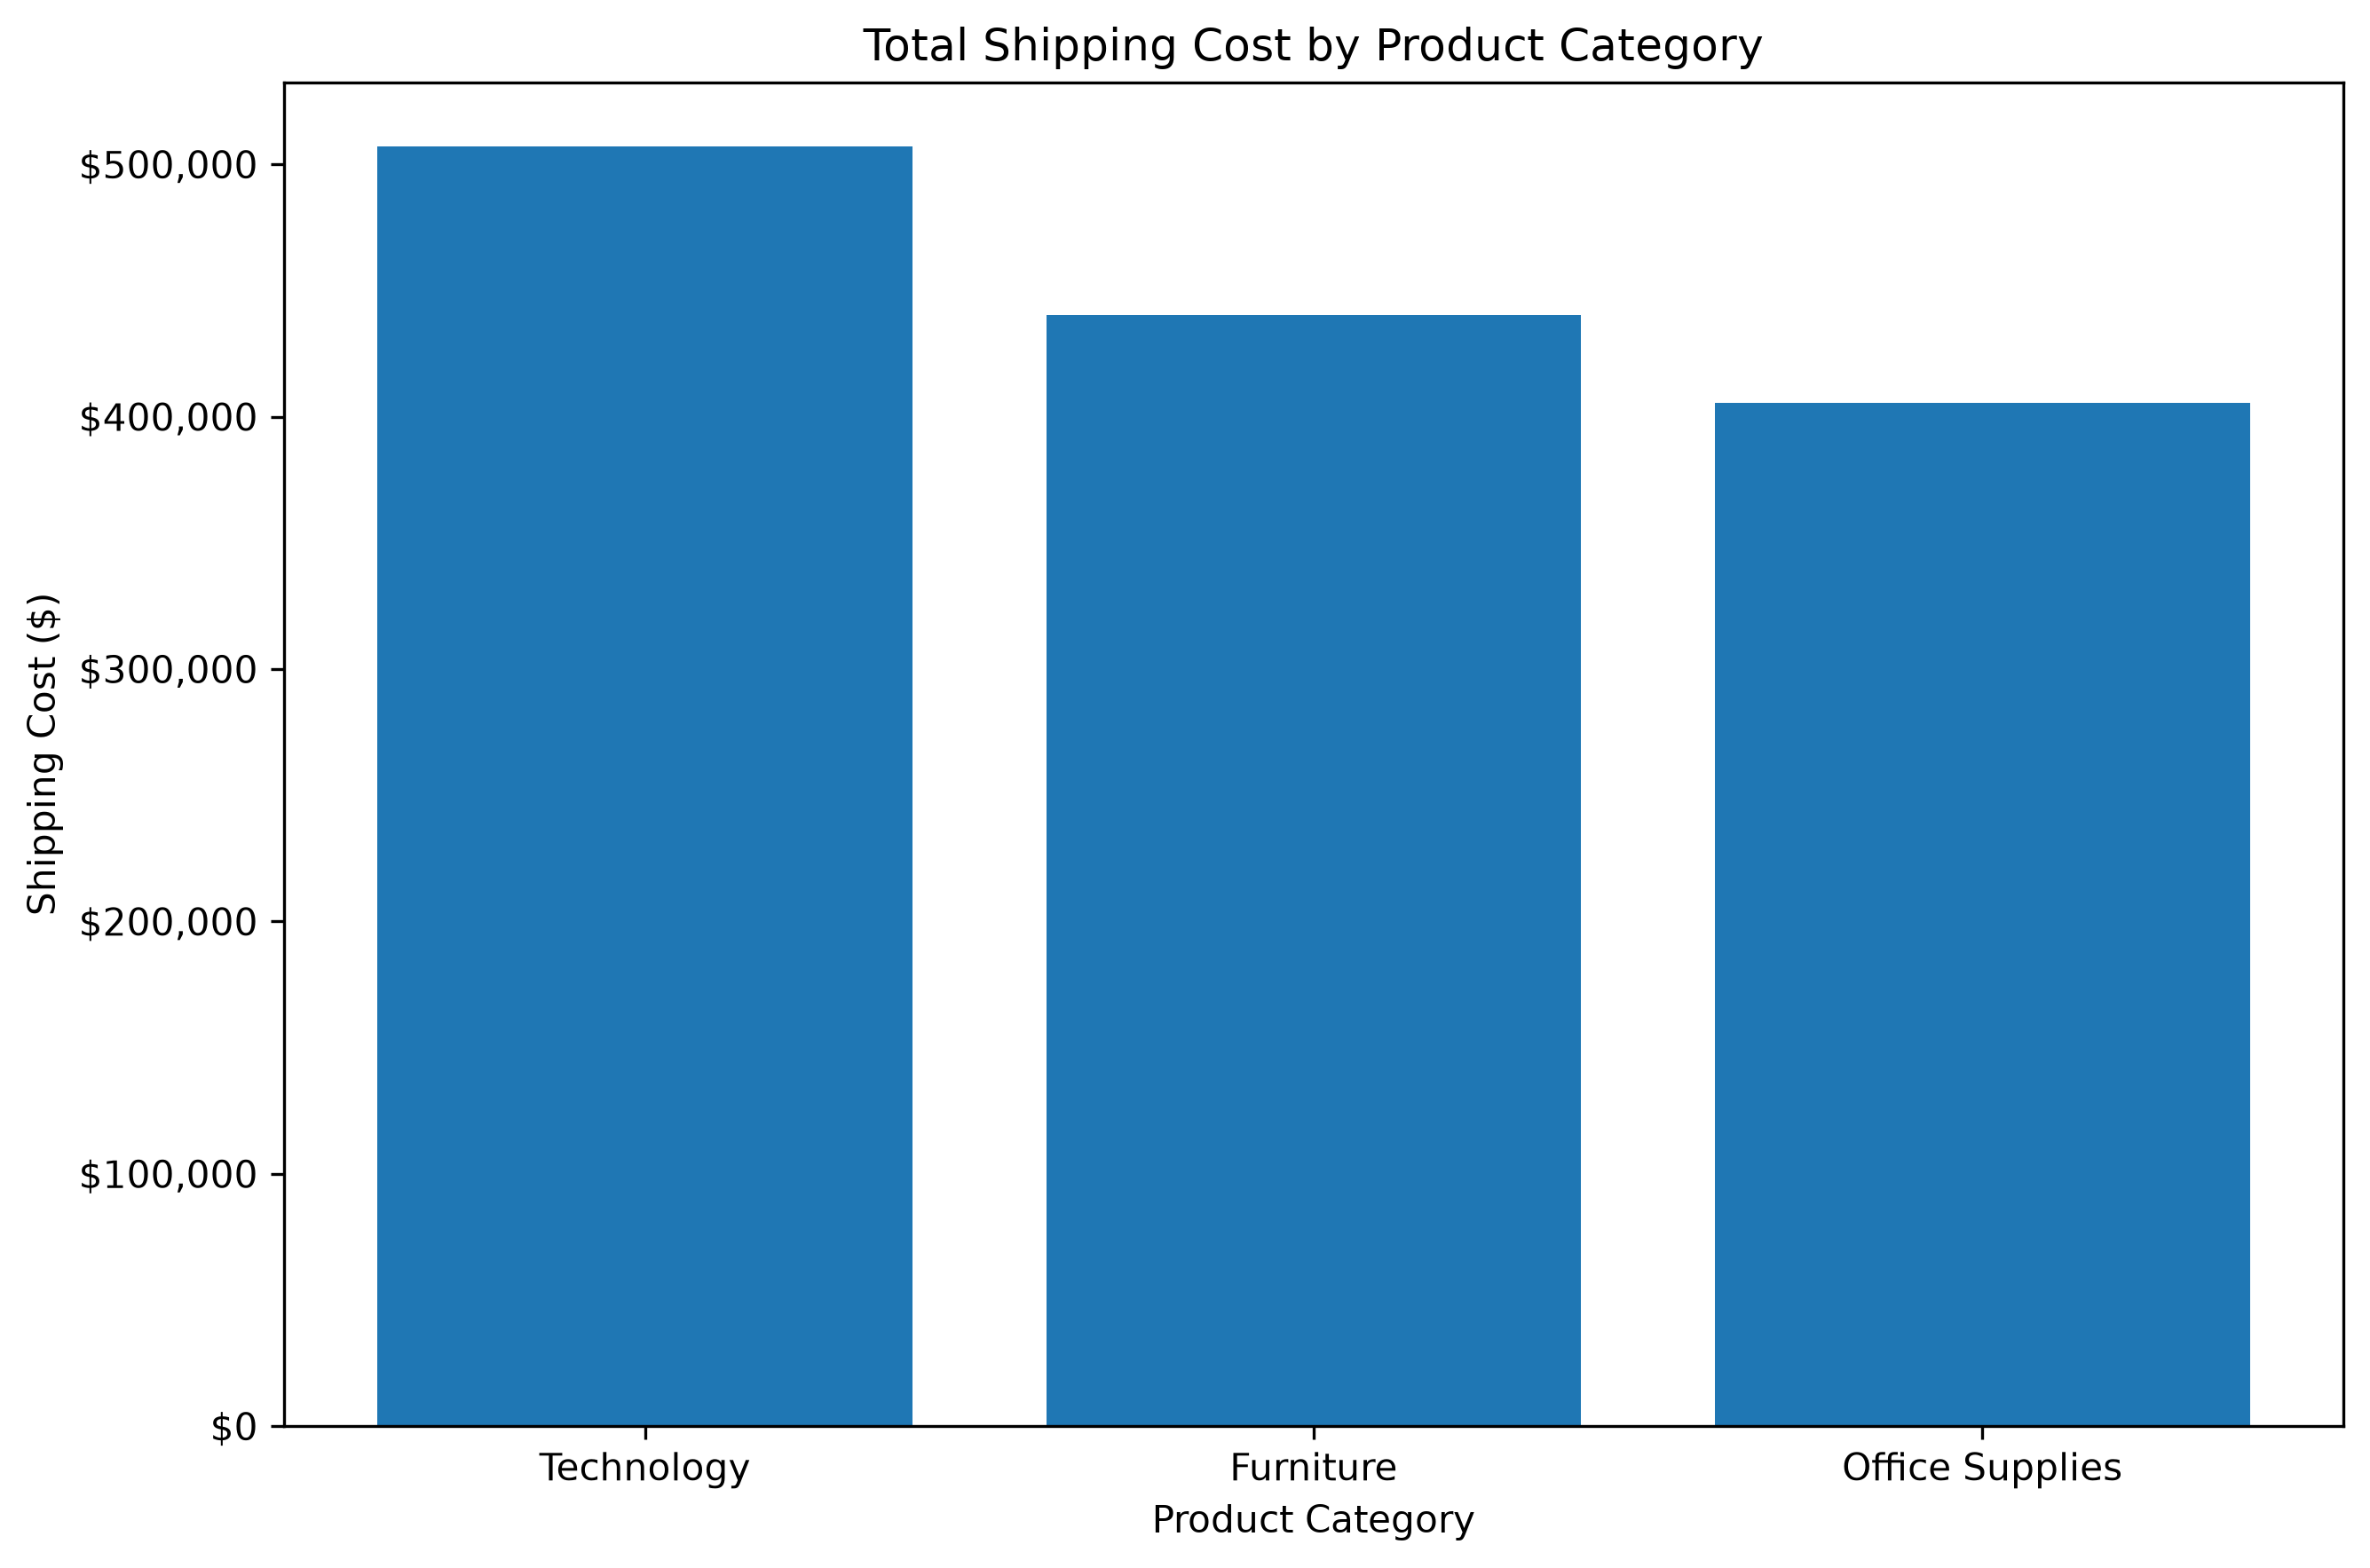 Total Shipping Cost by Product Category
Shipping Cost ($)
$500,000
$400,000
$300,000
$200,000
$100,000
$0
Technology
Furniture
Office Supplies
Product Category